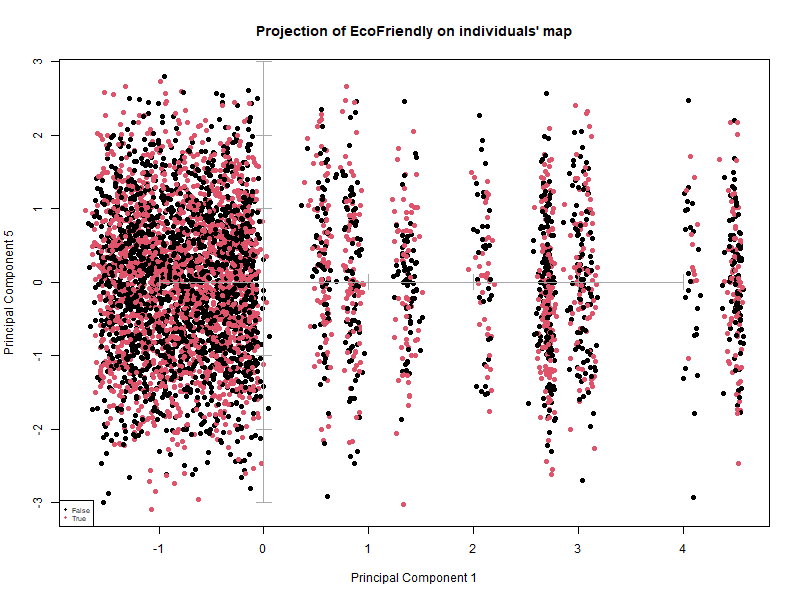 Projection of EcoFriendly on individuals' map
3
2
1
0
-1
-2
-3
Principal Component 5
False
True
-1
0
1
2
3
4
Principal Component 1